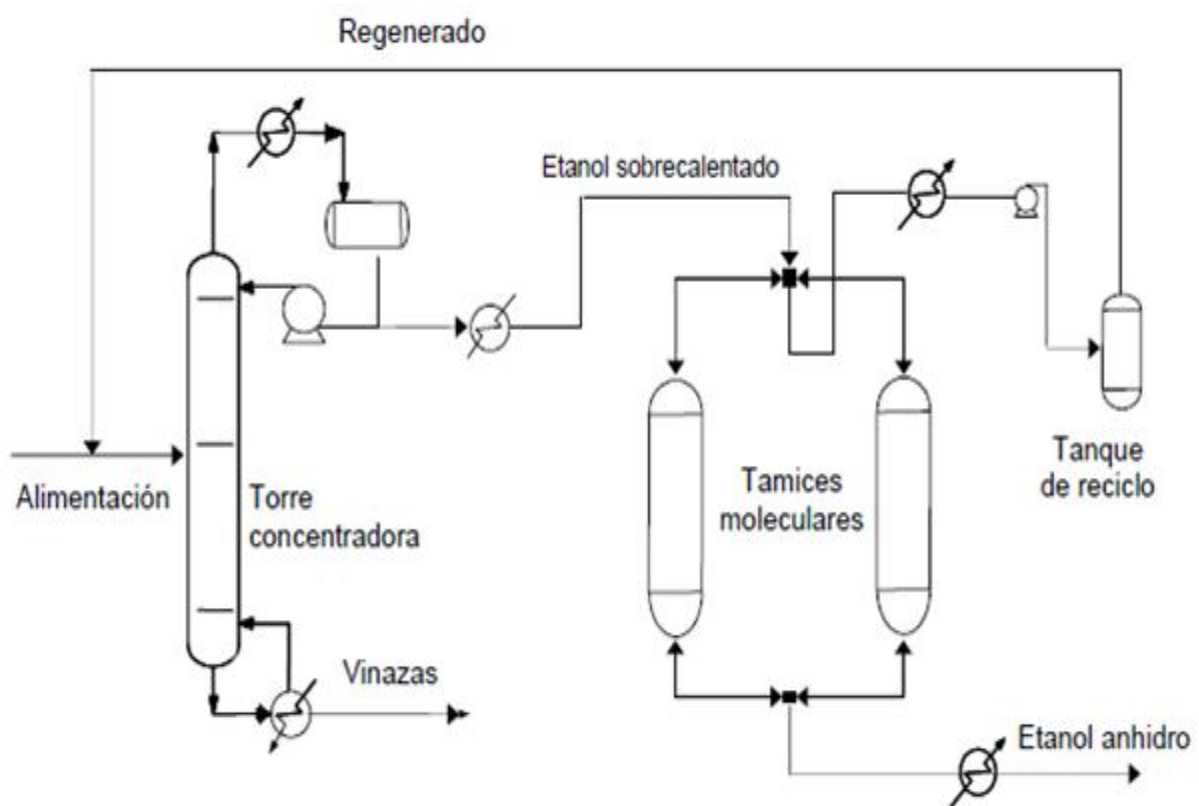 Regenerado
Etanol sobrecalentado
Alimentación
Torre
concentradora
Tamices
moleculares
Tanque
de reciclo
Vinazas
Etanol anhidro